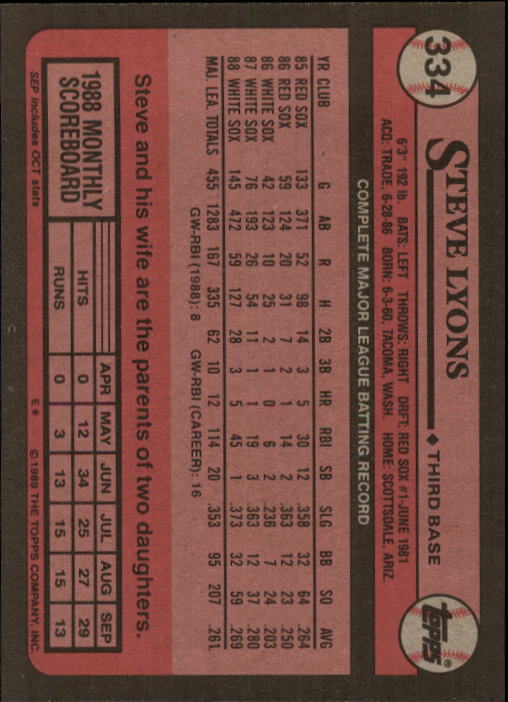 334
STEVE LYONS
◆ THIRD BASE
TOPPS®
6'3" 192 lb. BATS: LEFT THROWS: RIGHT DRFT: RED SOX #1-JUNE 1981
ACQ: TRADE, 6-28-86 BORN: 6-3-60, TACOMA, WASH. HOME: SCOTTSDALE, ARIZ.
COMPLETE MAJOR LEAGUE BATTING RECORD
YR CLUB G AB R H 2B 3B HR RBI SB SLG BB SO AVG
85 RED SOX 133 371 52 98 14 3 5 30 12 .358 32 64 .264
86 RED SOX 59 124 20 31 7 2 1 14 2 .363 12 23 .250
86 WHITE SOX 42 123 10 25 2 1 0 6 2 .236 7 24 .203
87 WHITE SOX 76 193 26 54 11 1 1 19 3 .363 12 37 .280
88 WHITE SOX 145 472 59 127 28 3 5 45 1 .373 32 59 .269
MAJ. LEA. TOTALS 455 1283 167 335 62 10 12 114 20 .353 95 207 .261
GW-RBI (1988): 8 GW-RBI (CAREER): 16
Steve and his wife are the parents of two daughters.
1988 MONTHLY
SCOREBOARD
APR MAY JUN JUL AUG SEP
HITS 0 12 34 25 27 29
RUNS 0 3 13 15 15 13
SEP includes OCT stats
E* © 1989 THE TOPPS COMPANY, INC.